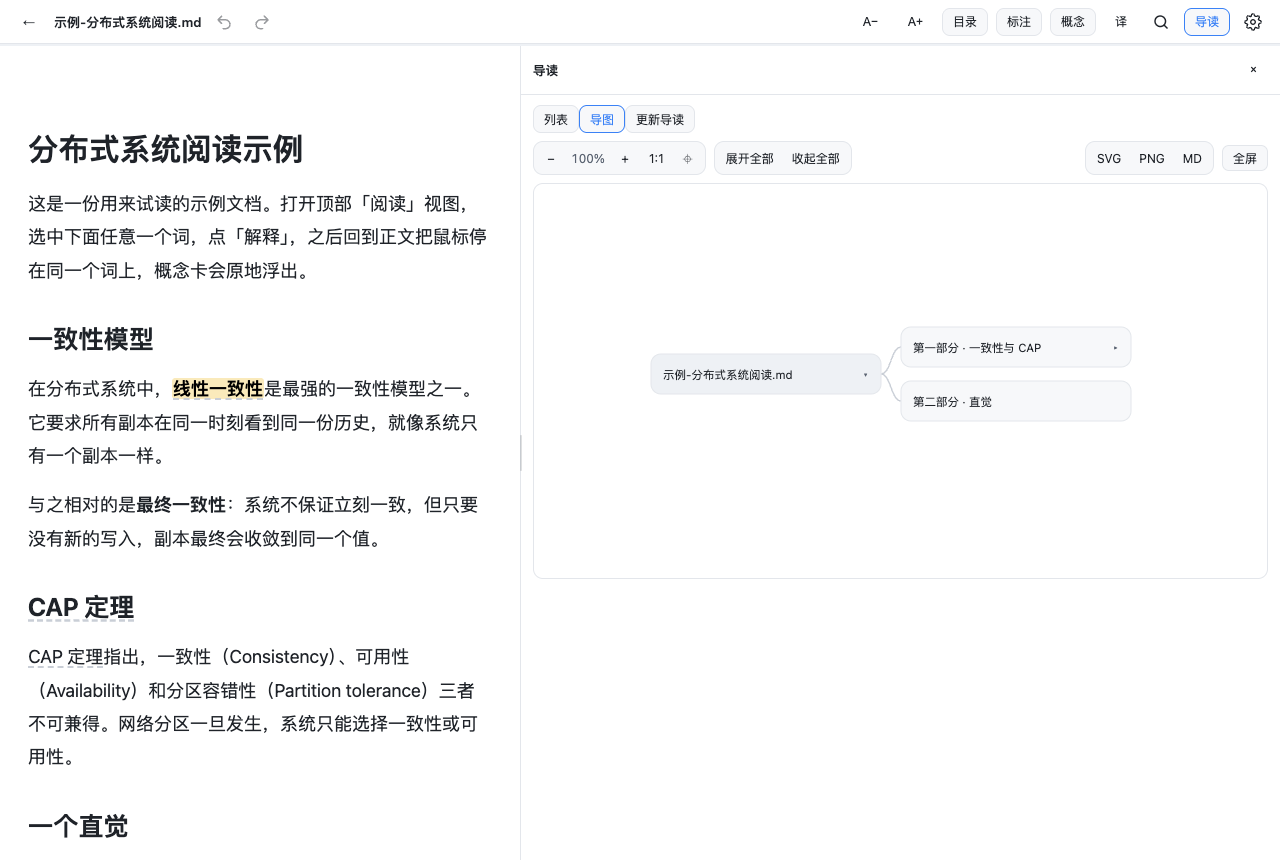 ← 示例-分布式系统阅读.md
A− A+ 目录 标注 概念 译 导读
分布式系统阅读示例
这是一份用来试读的示例文档。打开顶部「阅读」视图，
选中下面任意一个词，点「解释」，之后回到正文把鼠标停
在同一个词上，概念卡会原地浮出。
一致性模型
在分布式系统中，线性一致性是最强的一致性模型之一。
它要求所有副本在同一时刻看到同一份历史，就像系统只
有一个副本一样。
与之相对的是最终一致性：系统不保证立刻一致，但只要
没有新的写入，副本最终会收敛到同一个值。
CAP 定理
CAP 定理指出，一致性（Consistency）、可用性
（Availability）和分区容错性（Partition tolerance）三者
不可兼得。网络分区一旦发生，系统只能选择一致性或可
用性。
一个直觉
导读 ×
列表 导图 更新导读
− 100% + 1:1 展开全部 收起全部 SVG PNG MD 全屏
示例-分布式系统阅读.md
第一部分 · 一致性与 CAP
第二部分 · 直觉